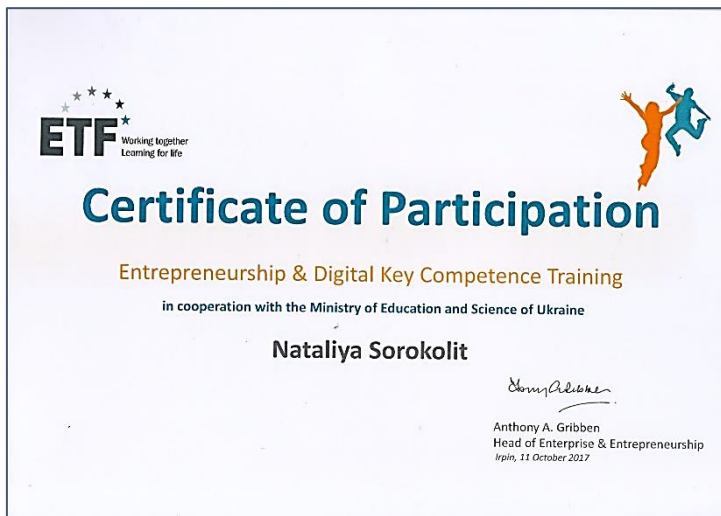 ETF
Working together
Learning for life
Certificate of Participation
Entrepreneurship & Digital Key Competence Training
in cooperation with the Ministry of Education and Science of Ukraine
Nataliya Sorokolit
Anthony A. Gribben
Head of Enterprise & Entrepreneurship
Irpin, 11 October 2017